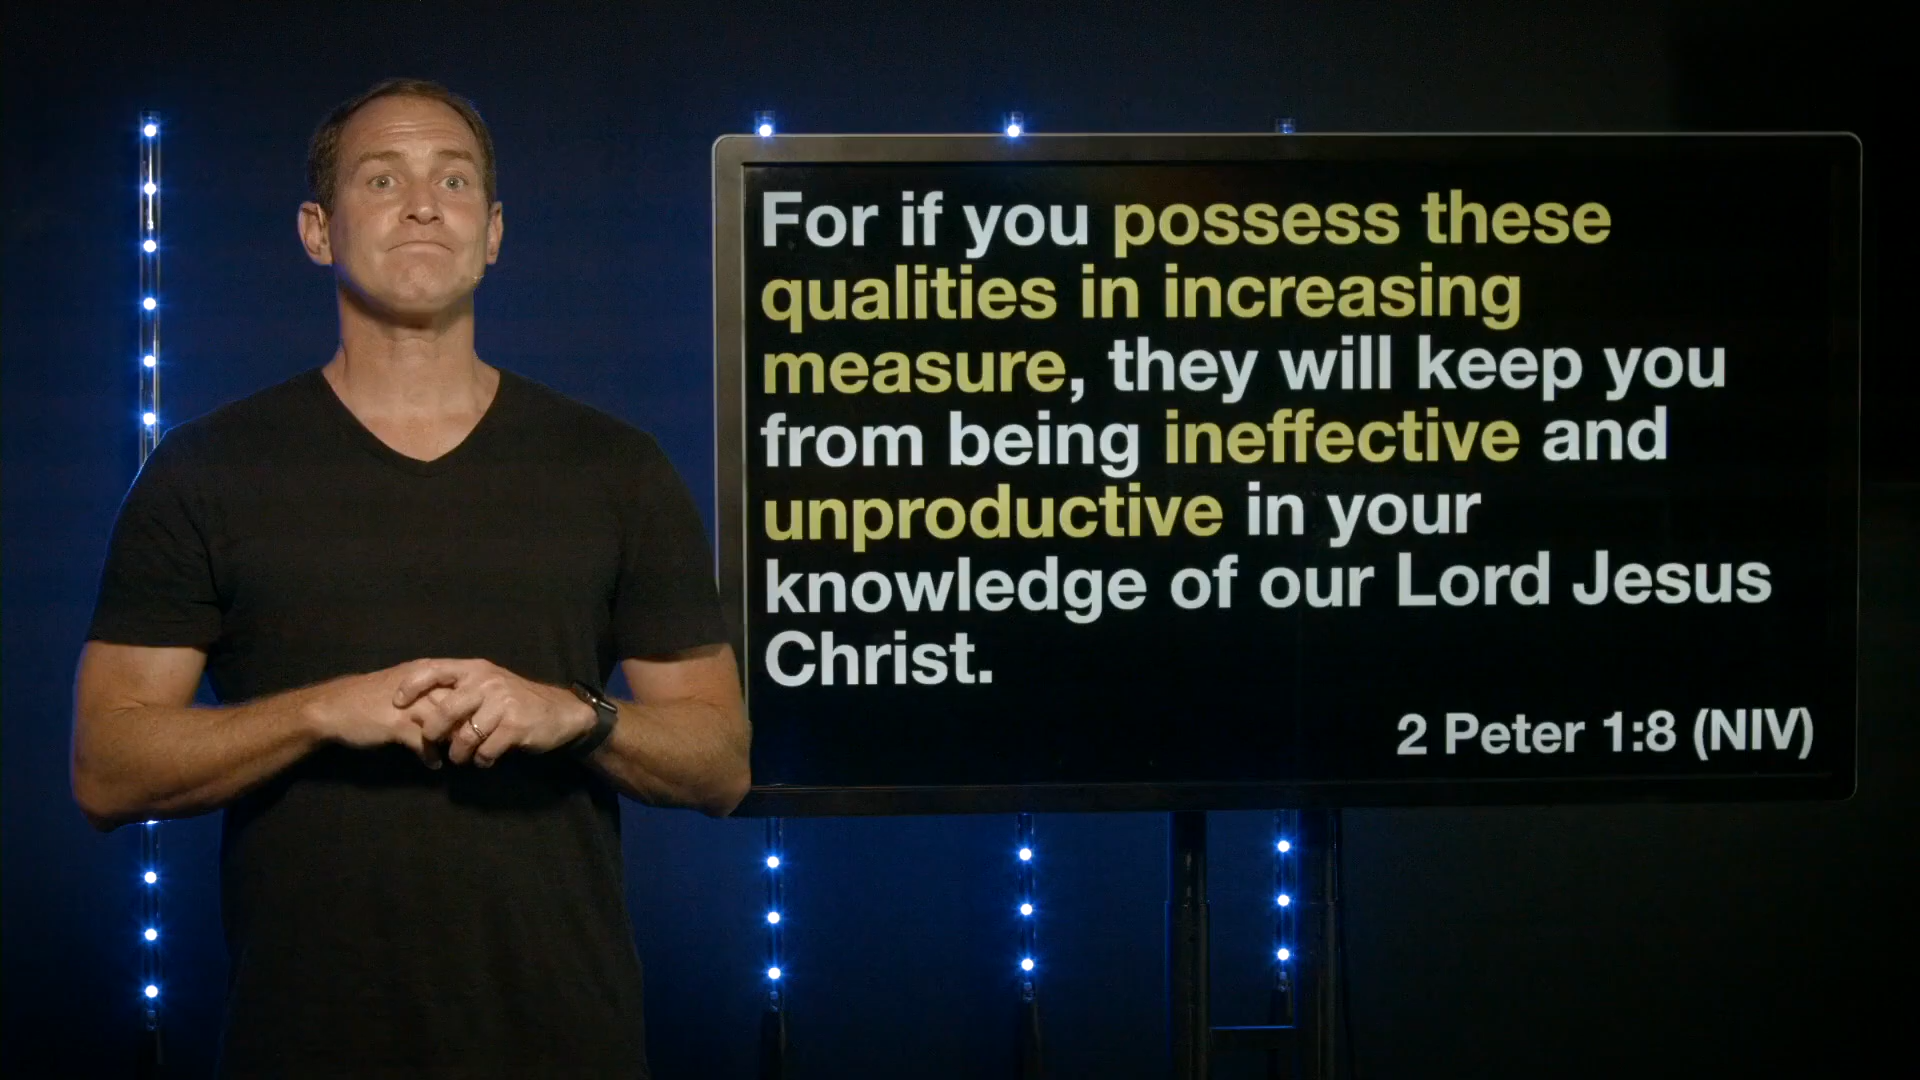 For if you possess these
qualities in increasing
measure, they will keep you
from being ineffective and
unproductive in your
knowledge of our Lord Jesus
Christ.
2 Peter 1:8 (NIV)